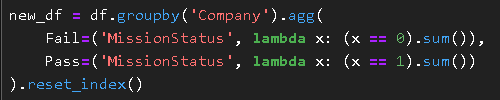 new_df = df.groupby('Company').agg(
    Fail=('MissionStatus', lambda x: (x == 0).sum()),
    Pass=('MissionStatus', lambda x: (x == 1).sum())
).reset_index()